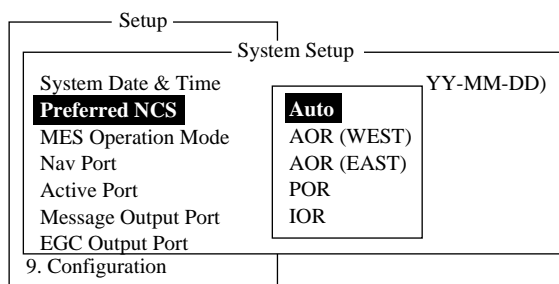 Setup
System Setup
System Date & Time YY-MM-DD)
Preferred NCS Auto
MES Operation Mode AOR (WEST)
Nav Port AOR (EAST)
Active Port POR
Message Output Port IOR
EGC Output Port
9. Configuration